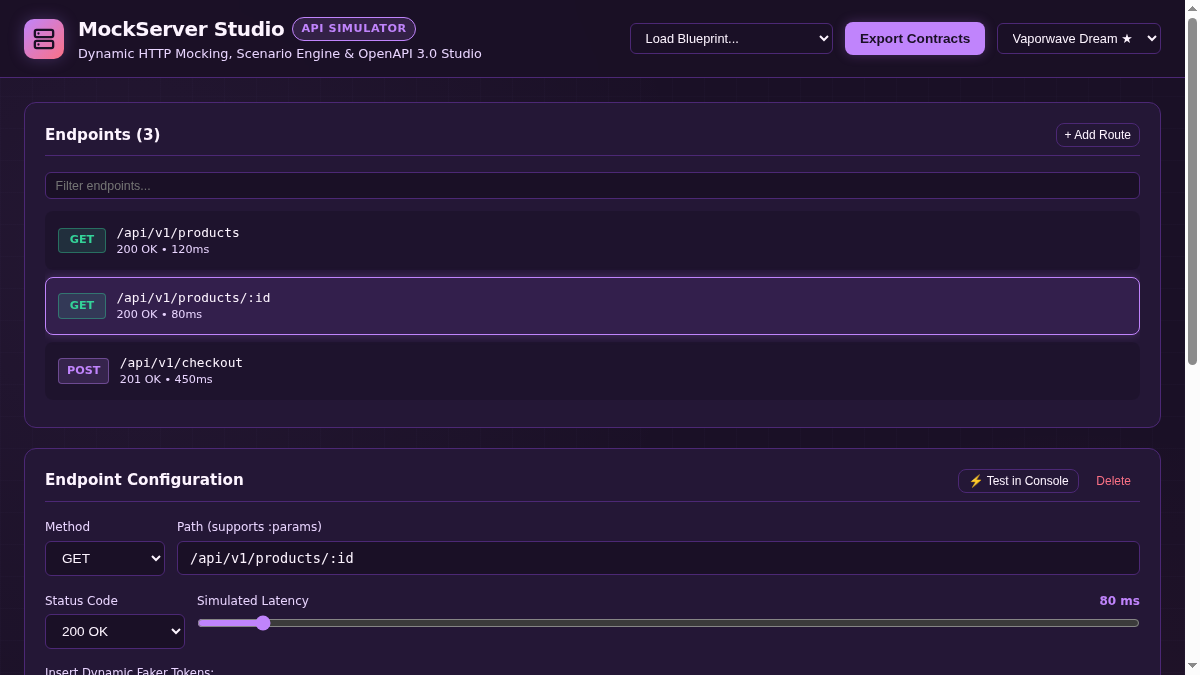 MockServer Studio
API SIMULATOR
Dynamic HTTP Mocking, Scenario Engine & OpenAPI 3.0 Studio
Load Blueprint...
Export Contracts
Vaporwave Dream ★
Endpoints (3)
+ Add Route
Filter endpoints...
GET
/api/v1/products
200 OK • 120ms
GET
/api/v1/products/:id
200 OK • 80ms
POST
/api/v1/checkout
201 OK • 450ms
Endpoint Configuration
⚡ Test in Console
Delete
Method
Path (supports :params)
GET
/api/v1/products/:id
Status Code
Simulated Latency
80 ms
200 OK
Insert Dynamic Faker Tokens: